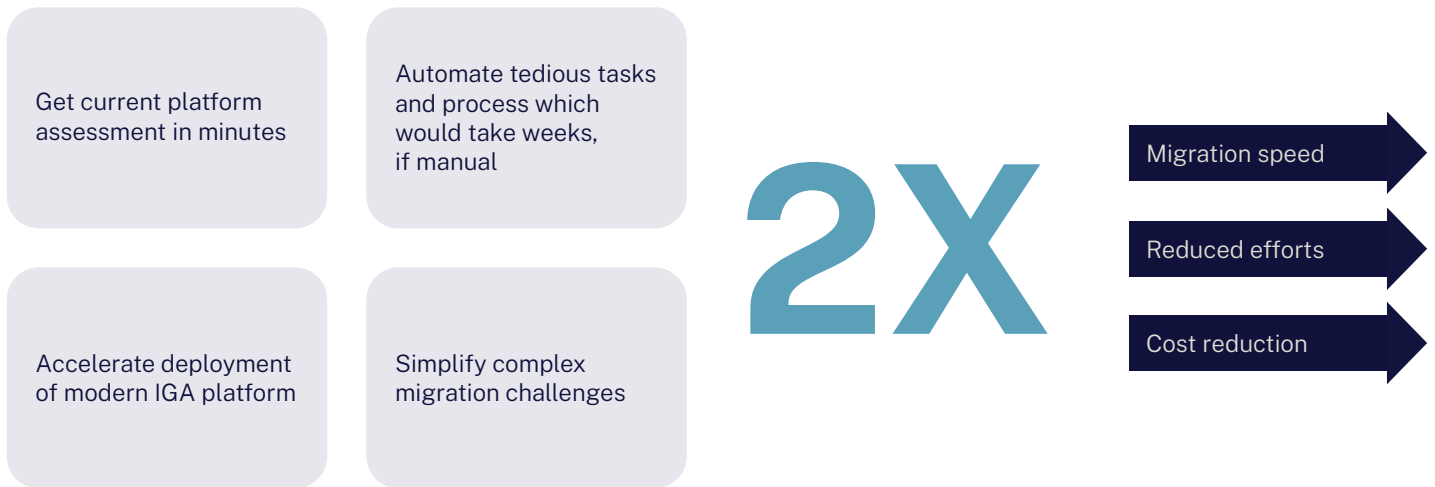 Get current platform
assessment in minutes
Automate tedious tasks
and process which
would take weeks,
if manual
Accelerate deployment
of modern IGA platform
Simplify complex
migration challenges
2X
Migration speed
Reduced efforts
Cost reduction